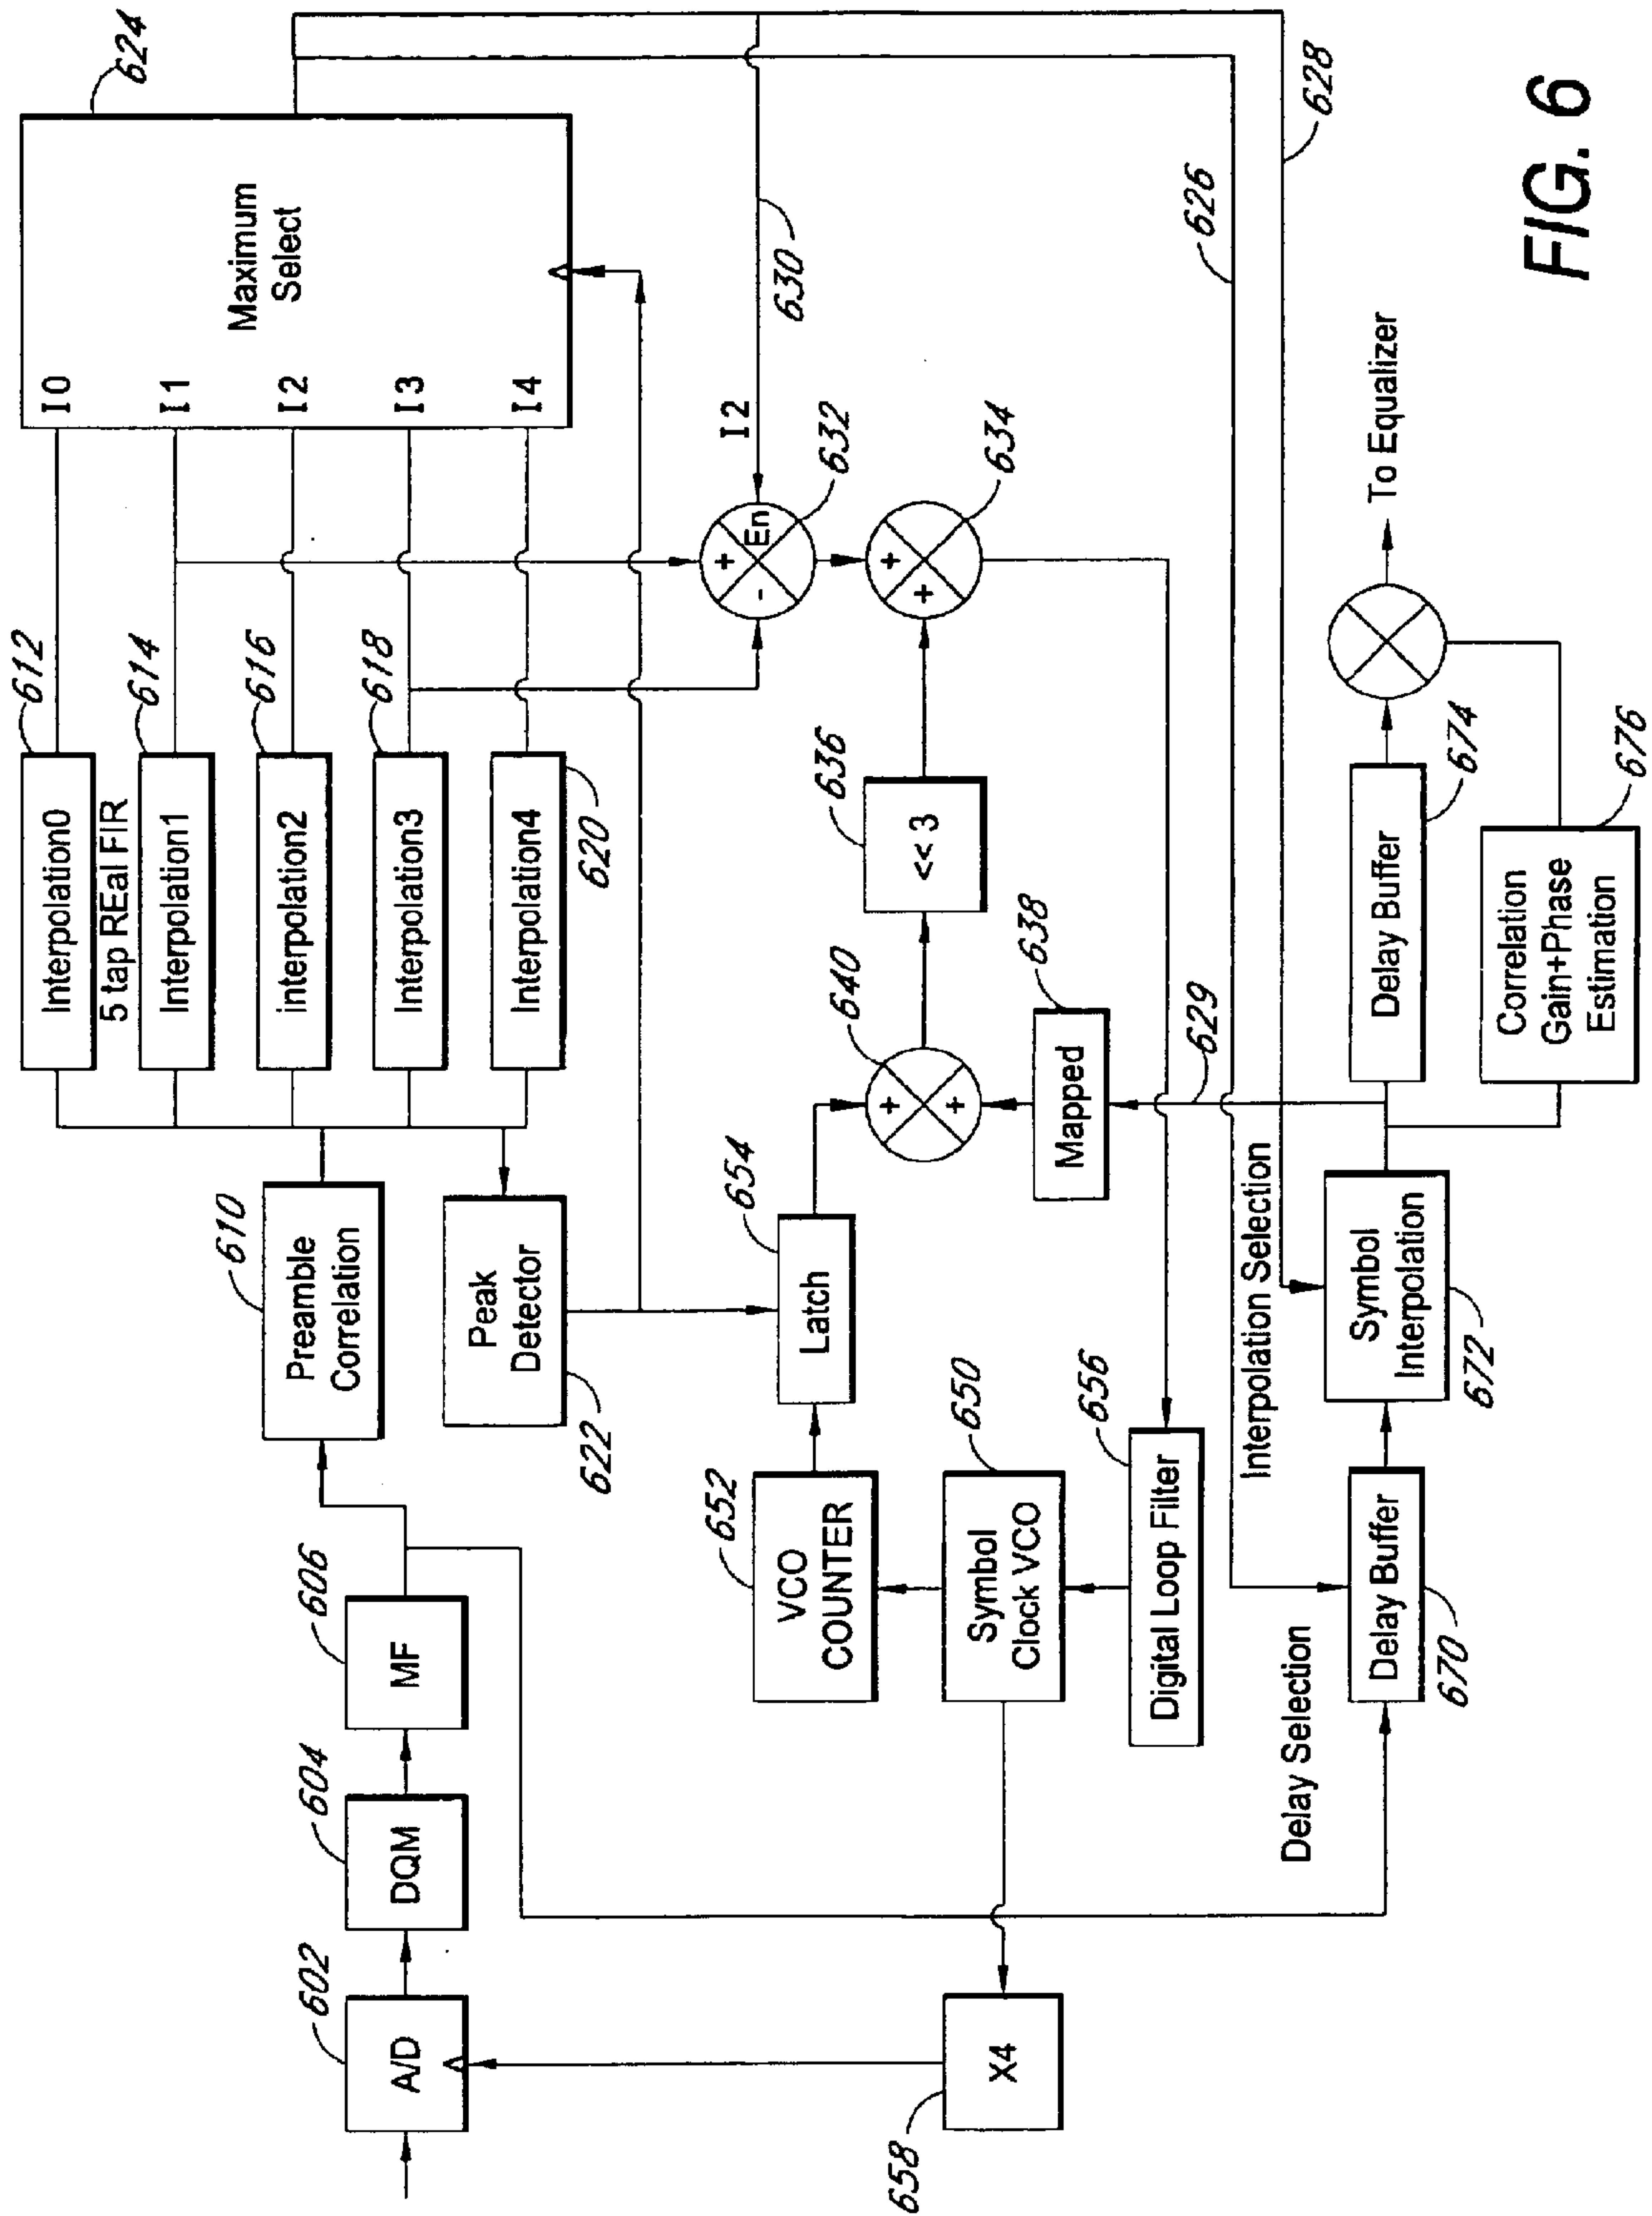 602
A/D
604
DQM
606
MF
610
Preamble
Correlation
622
Peak
Detector
612
Interpolation0
5 tap REal FIR
614
Interpolation1
616
interpolation2
618
Interpolation3
620
Interpolation4
624
Maximum
Select
I0
I1
I2
I3
I4
630
I2
632
+
-
En
634
+
+
636
<< 3
640
+
+
638
Mapped
629
654
Latch
652
VCO
COUNTER
650
Symbol
Clock VCO
656
Digital Loop Filter
658
X4
626
628
Delay Selection
Interpolation Selection
670
Delay Buffer
672
Symbol
Interpolation
674
Delay Buffer
676
Correlation
Gain+Phase
Estimation
To Equalizer
FIG. 6